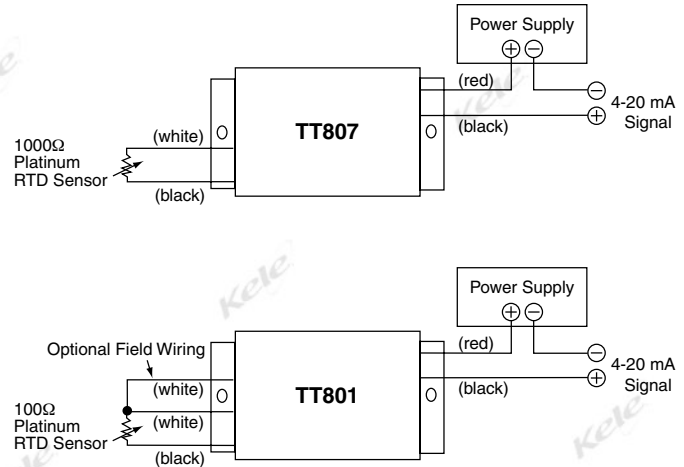 Power Supply
+ −
(red)
−
4-20 mA
+
Signal
(black)
TT807
(white)
1000Ω
Platinum
RTD Sensor
(black)
Kele
Kele
Power Supply
+ −
(red)
−
4-20 mA
+
Signal
(black)
TT801
Optional Field Wiring
(white)
(white)
100Ω
Platinum
RTD Sensor
(black)
Kele